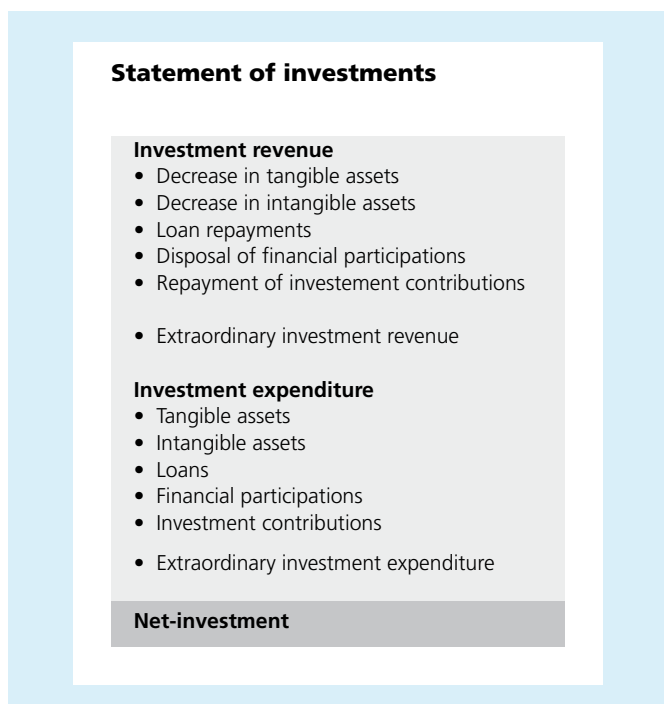 Statement of investments
Investment revenue
• Decrease in tangible assets
• Decrease in intangible assets
• Loan repayments
• Disposal of financial participations
• Repayment of investement contributions
• Extraordinary investment revenue
Investment expenditure
• Tangible assets
• Intangible assets
• Loans
• Financial participations
• Investment contributions
• Extraordinary investment expenditure
Net-investment